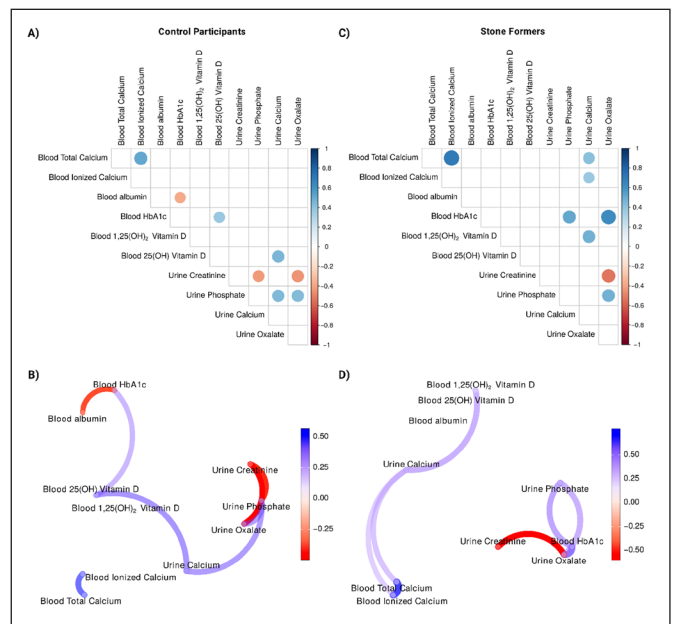 A)
Control Participants
Blood Total Calcium
Blood Ionized Calcium
Blood albumin
Blood HbA1c
Blood 1,25(OH)₂ Vitamin D
Blood 25(OH) Vitamin D
Urine Creatinine
Urine Phosphate
Urine Calcium
Urine Oxalate
Blood Total Calcium
Blood Ionized Calcium
Blood albumin
Blood HbA1c
Blood 1,25(OH)₂ Vitamin D
Blood 25(OH) Vitamin D
Urine Creatinine
Urine Phosphate
Urine Calcium
Urine Oxalate
1
0.8
0.6
0.4
0.2
0
−0.2
−0.4
−0.6
−0.8
−1
C)
Stone Formers
Blood Total Calcium
Blood Ionized Calcium
Blood albumin
Blood HbA1c
Blood 1,25(OH)₂ Vitamin D
Blood 25(OH) Vitamin D
Urine Creatinine
Urine Phosphate
Urine Calcium
Urine Oxalate
Blood Total Calcium
Blood Ionized Calcium
Blood albumin
Blood HbA1c
Blood 1,25(OH)₂ Vitamin D
Blood 25(OH) Vitamin D
Urine Creatinine
Urine Phosphate
Urine Calcium
Urine Oxalate
1
0.8
0.6
0.4
0.2
0
−0.2
−0.4
−0.6
−0.8
−1
B)
Blood HbA1c
Blood albumin
Urine Creatinine
Blood 25(OH) Vitamin D
Blood 1,25(OH)₂ Vitamin D
Urine Phosphate
Urine Oxalate
Urine Calcium
Blood Ionized Calcium
Blood Total Calcium
0.50
0.25
0.00
−0.25
D)
Blood 1,25(OH)₂ Vitamin D
Blood 25(OH) Vitamin D
Blood albumin
Urine Calcium
Urine Phosphate
Urine Creatinine
Blood HbA1c
Urine Oxalate
Blood Total Calcium
Blood Ionized Calcium
0.50
0.25
0.00
−0.25
−0.50